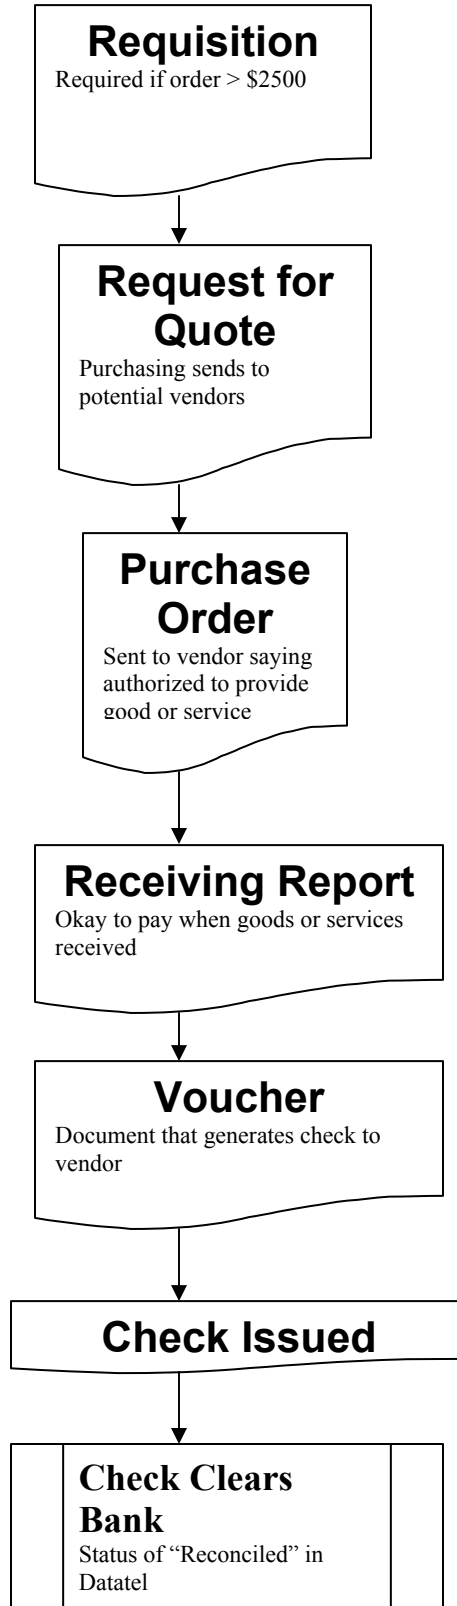 Requisition
Required if order > $2500
Request for
Quote
Purchasing sends to
potential vendors
Purchase
Order
Sent to vendor saying
authorized to provide
good or service
Receiving Report
Okay to pay when goods or services
received
Voucher
Document that generates check to
vendor
Check Issued
Check Clears
Bank
Status of “Reconciled” in
Datatel